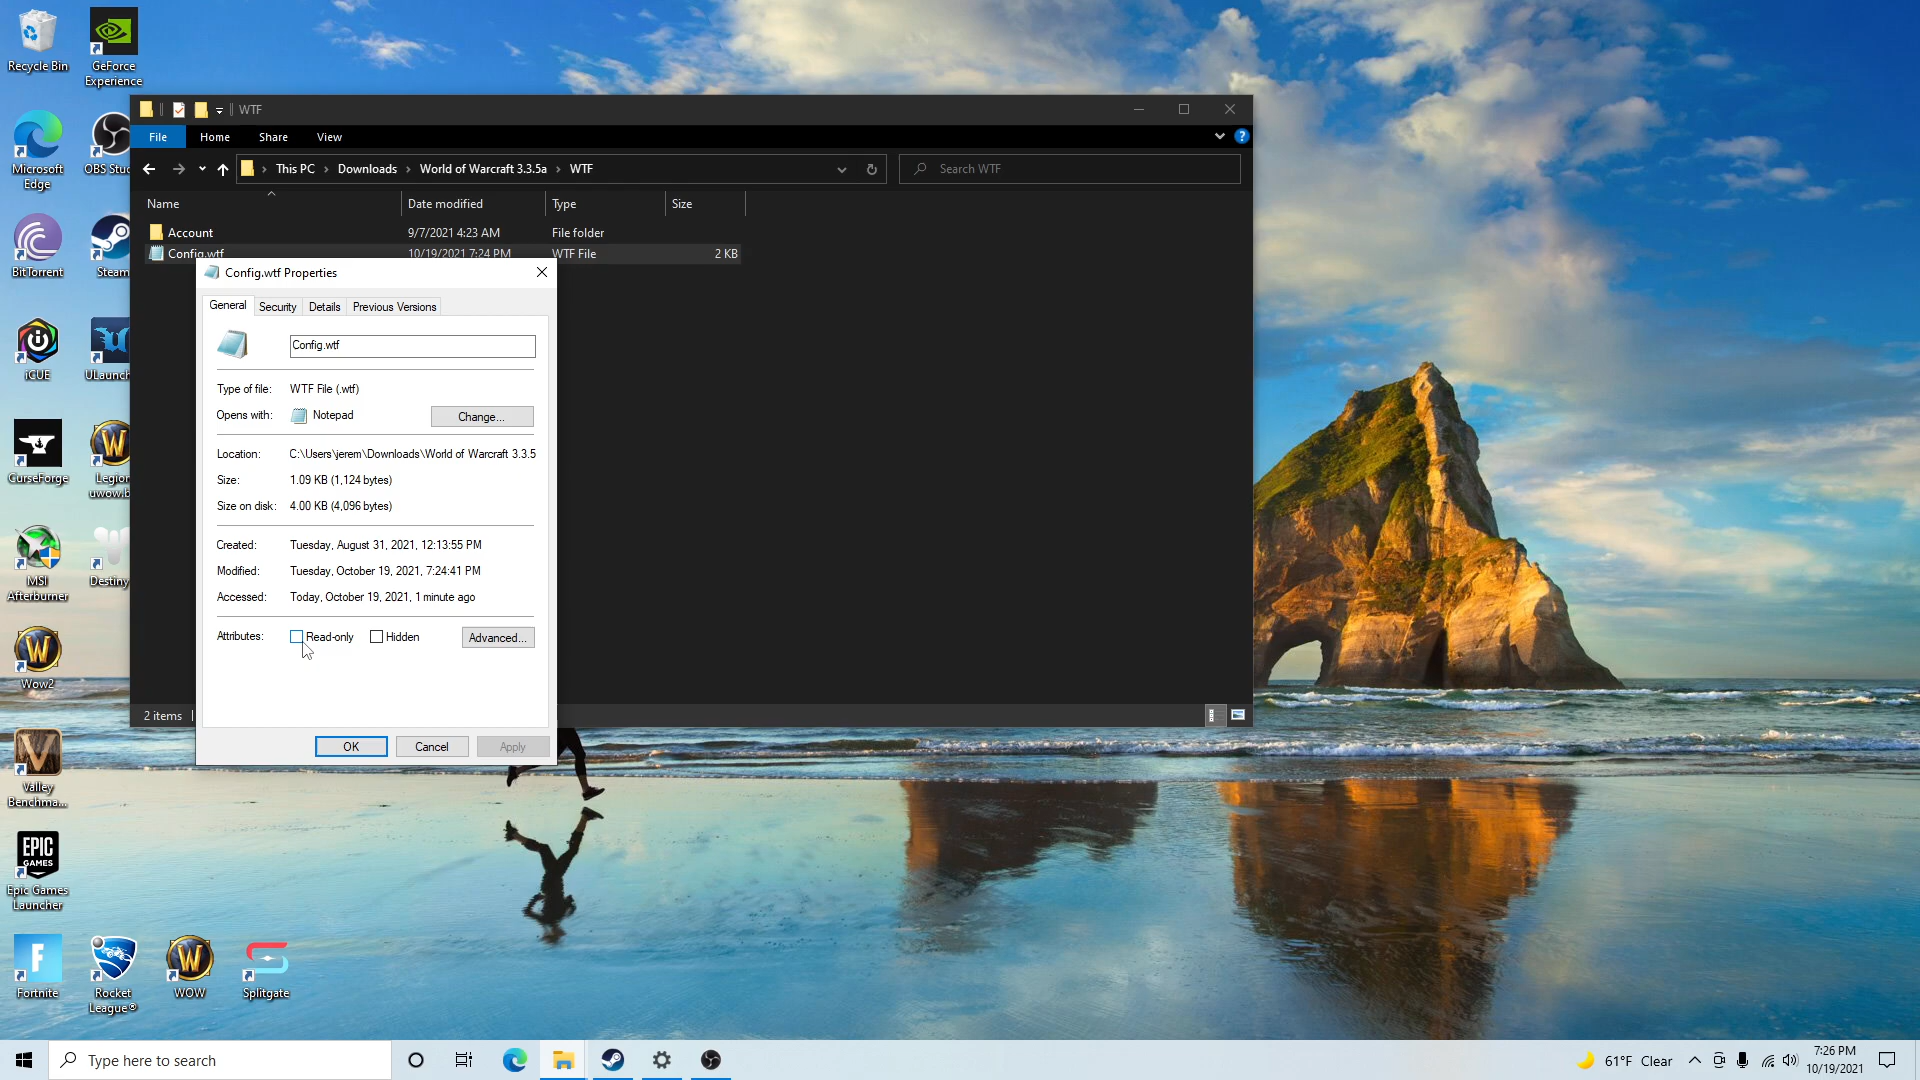 Recycle Bin
GeForce
Experience
Microsoft
Edge
OBS Stud
BitTorrent
Steam
iCUE
ULaunch
CurseForge
Legion
uwow.b
MSI
Afterburner
Destiny
Wow2
Valley
Benchma...
EPIC
GAMES
Epic Games
Launcher
Fortnite
Rocket
League®
WOW
Splitgate
WTF
File Home Share View
This PC Downloads World of Warcraft 3.3.5a WTF
Search WTF
Name Date modified Type Size
Account 9/7/2021 4:23 AM File folder
Config.wtf 10/19/2021 7:24 PM WTF File 2 KB
Config.wtf Properties
General Security Details Previous Versions
Config.wtf
Type of file: WTF File (.wtf)
Opens with: Notepad Change...
Location: C:\Users\jerem\Downloads\World of Warcraft 3.3.5
Size: 1.09 KB (1,124 bytes)
Size on disk: 4.00 KB (4,096 bytes)
Created: Tuesday, August 31, 2021, 12:13:55 PM
Modified: Tuesday, October 19, 2021, 7:24:41 PM
Accessed: Today, October 19, 2021, 1 minute ago
Attributes: Read-only Hidden Advanced...
OK Cancel Apply
2 items
Type here to search
61°F Clear
7:26 PM
10/19/2021